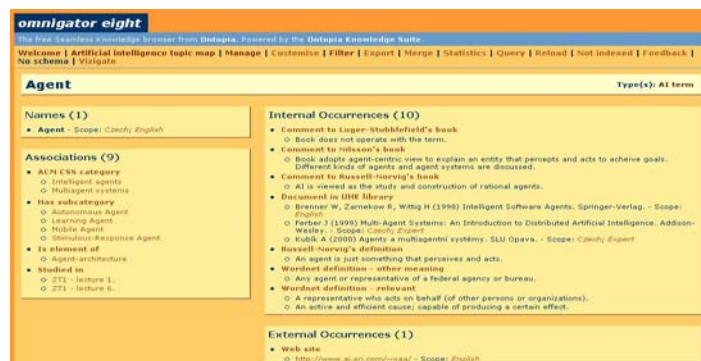 omnigator eight
The free Seamless Knowledge browser from Ontopia. Powered by the Ontopia Knowledge Suite.
Welcome | Artificial intelligence topic map | Manage | Customise | Filter | Export | Merge | Statistics | Query | Reload | Not indexed | Feedback |
No schema | Vizigate
Agent
Type(s): AI term
Names (1)
• Agent - Scope: Czech; English
Associations (9)
• ACM CSS category
o Intelligent agents
o Multiagent systems
• Has subcategory
o Autonomous Agent
o Learning Agent
o Mobile Agent
o Stimulous-Response Agent
• Is element of
o Agent-architecture
• Studied in
o ZT1 - lecture 1.
o ZT1 - lecture 6.
Internal Occurrences (10)
• Comment to Luger-Stubblefield's book
o Book does not operate with the term.
• Comment to Nilsson's book
o Book adopts agent-centric view to explain an entity that percepts and acts to acheive goals.
Different kinds of agents and agent systems are discussed.
• Comment to Russell-Norvig's book
o AI is viewed as the study and construction of rational agents.
• Document in UHK library
o Brenner W, Zarnekow R, Wittig H (1998) Intelligent Software Agents. Springer-Verlag. - Scope:
English
o Ferber J (1999) Multi-Agent Systems: An Introduction to Distributed Artificial Intelligence. Addison-
Wesley. - Scope: Czech; Expert
o Kubík A (2000) Agenty a multiagentní systémy. SLU Opava. - Scope: Czech; Expert
• Russell-Norvig's definition
o An agent is just something that perceives and acts.
• Wordnet definition - other meaning
o Any agent or representative of a federal agency or bureau.
• Wordnet definition - relevant
o A representative who acts on behalf (of other persons or organizations).
o An active and efficient cause; capable of producing a certain effect.
External Occurrences (1)
• Web site
- Scope: English